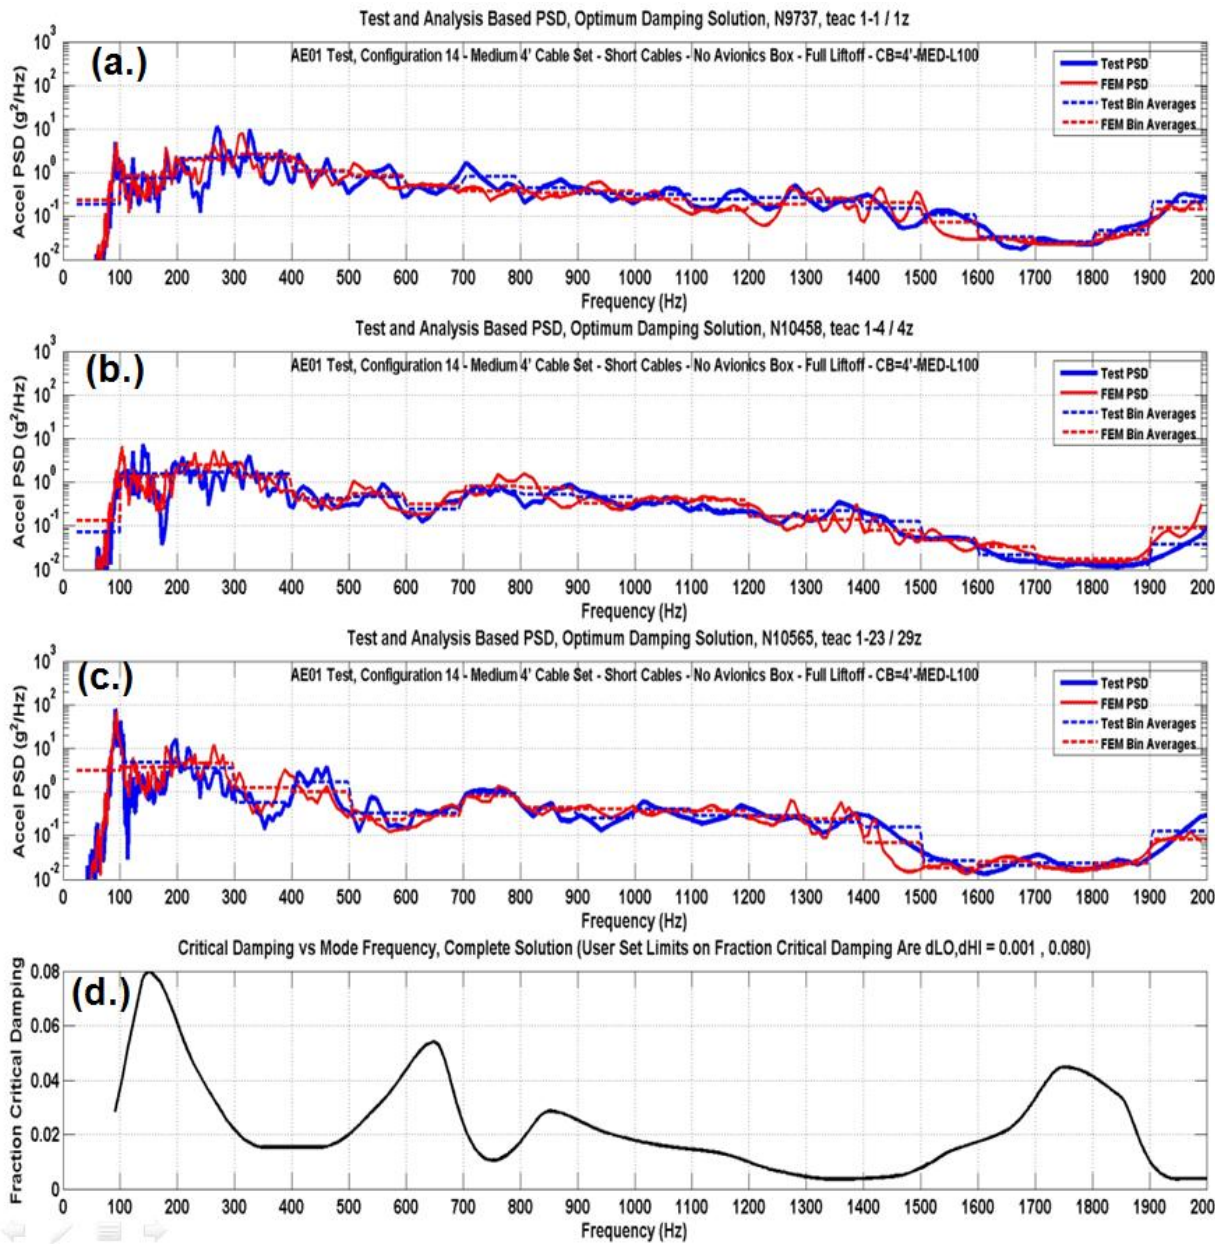 Test and Analysis Based PSD, Optimum Damping Solution, N9737, teac 1-1 / 1z
(a.)
AE01 Test, Configuration 14 - Medium 4' Cable Set - Short Cables - No Avionics Box - Full Liftoff - CB=4'-MED-L100
Test PSD
FEM PSD
Test Bin Averages
FEM Bin Averages
Accel PSD (g²/Hz)
10³
10²
10¹
10⁰
10⁻¹
10⁻²
0 100 200 300 400 500 600 700 800 900 1000 1100 1200 1300 1400 1500 1600 1700 1800 1900 200
Frequency (Hz)
Test and Analysis Based PSD, Optimum Damping Solution, N10458, teac 1-4 / 4z
(b.)
AE01 Test, Configuration 14 - Medium 4' Cable Set - Short Cables - No Avionics Box - Full Liftoff - CB=4'-MED-L100
Test PSD
FEM PSD
Test Bin Averages
FEM Bin Averages
Accel PSD (g²/Hz)
10³
10²
10¹
10⁰
10⁻¹
10⁻²
0 100 200 300 400 500 600 700 800 900 1000 1100 1200 1300 1400 1500 1600 1700 1800 1900 200
Frequency (Hz)
Test and Analysis Based PSD, Optimum Damping Solution, N10565, teac 1-23 / 29z
(c.)
AE01 Test, Configuration 14 - Medium 4' Cable Set - Short Cables - No Avionics Box - Full Liftoff - CB=4'-MED-L100
Test PSD
FEM PSD
Test Bin Averages
FEM Bin Averages
Accel PSD (g²/Hz)
10³
10²
10¹
10⁰
10⁻¹
10⁻²
0 100 200 300 400 500 600 700 800 900 1000 1100 1200 1300 1400 1500 1600 1700 1800 1900 200
Frequency (Hz)
Critical Damping vs Mode Frequency, Complete Solution (User Set Limits on Fraction Critical Damping Are dLO,dHI = 0.001 , 0.080)
(d.)
Fraction Critical Damping
0.08
0.06
0.04
0.02
0
0 100 200 300 400 500 600 700 800 900 1000 1100 1200 1300 1400 1500 1600 1700 1800 1900 200
Frequency (Hz)